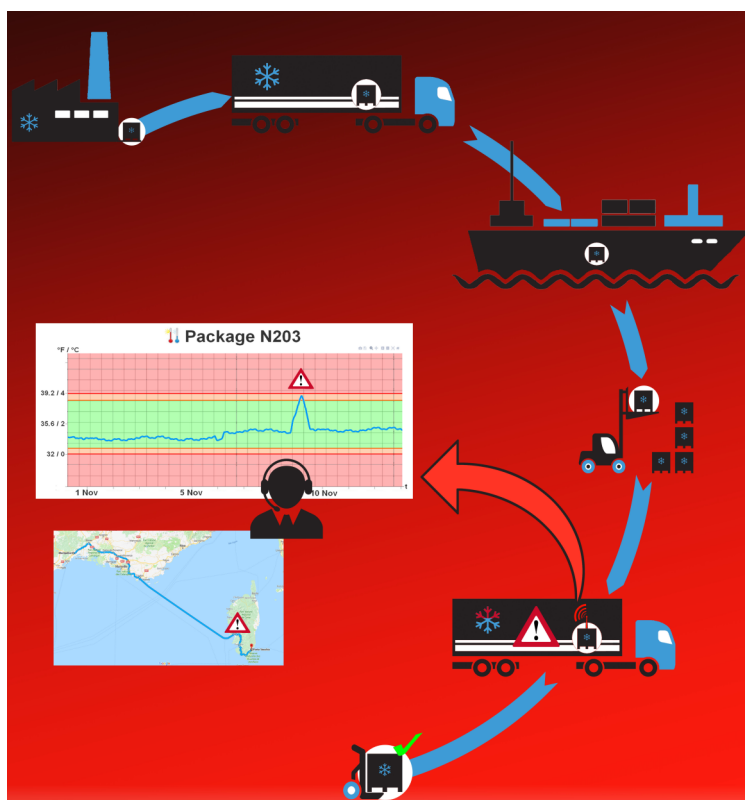 Package N203
°F / °C
39.2 / 4
35.6 / 2
32 / 0
1 Nov
5 Nov
10 Nov
t